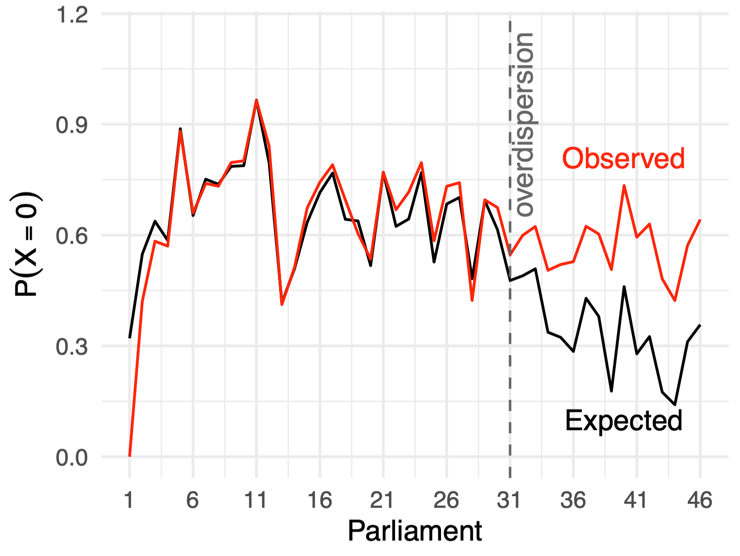 1.2
0.9
0.6
0.3
0.0
P(X = 0)
overdispersion
Observed
Expected
1 6 11 16 21 26 31 36 41 46
Parliament